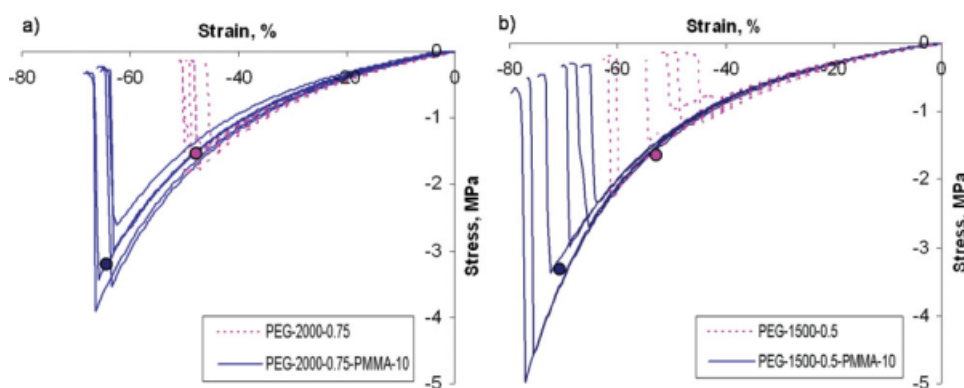 a)
Strain, %
-80 -60 -40 -20 0
0
-1
-2
-3
-4
-5
Stress, MPa
PEG-2000-0.75
PEG-2000-0.75-PMMA-10
b)
Strain, %
-80 -60 -40 -20 0
0
-1
-2
-3
-4
-5
Stress, MPa
PEG-1500-0.5
PEG-1500-0.5-PMMA-10